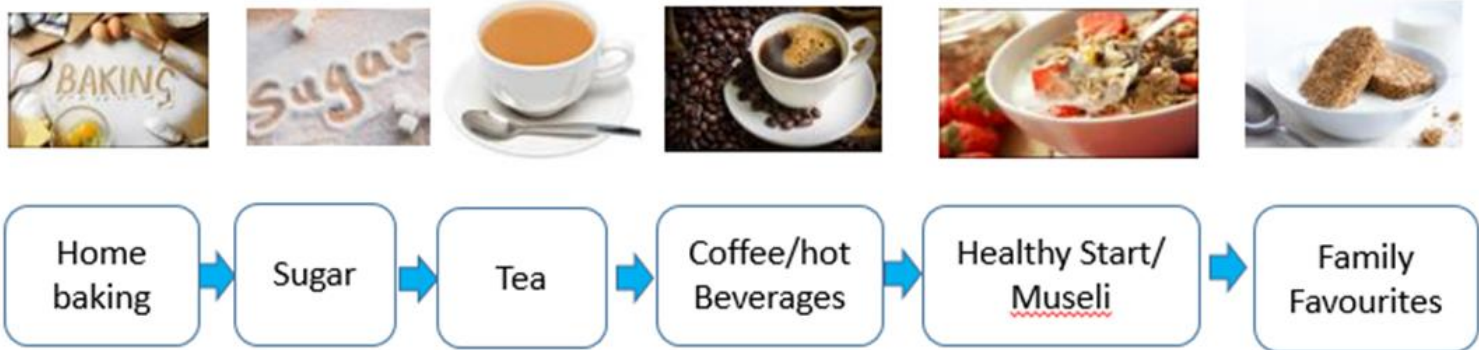 BAKING
sugar
Home
baking
Sugar
Tea
Coffee/hot
Beverages
Healthy Start/
Museli
Family
Favourites